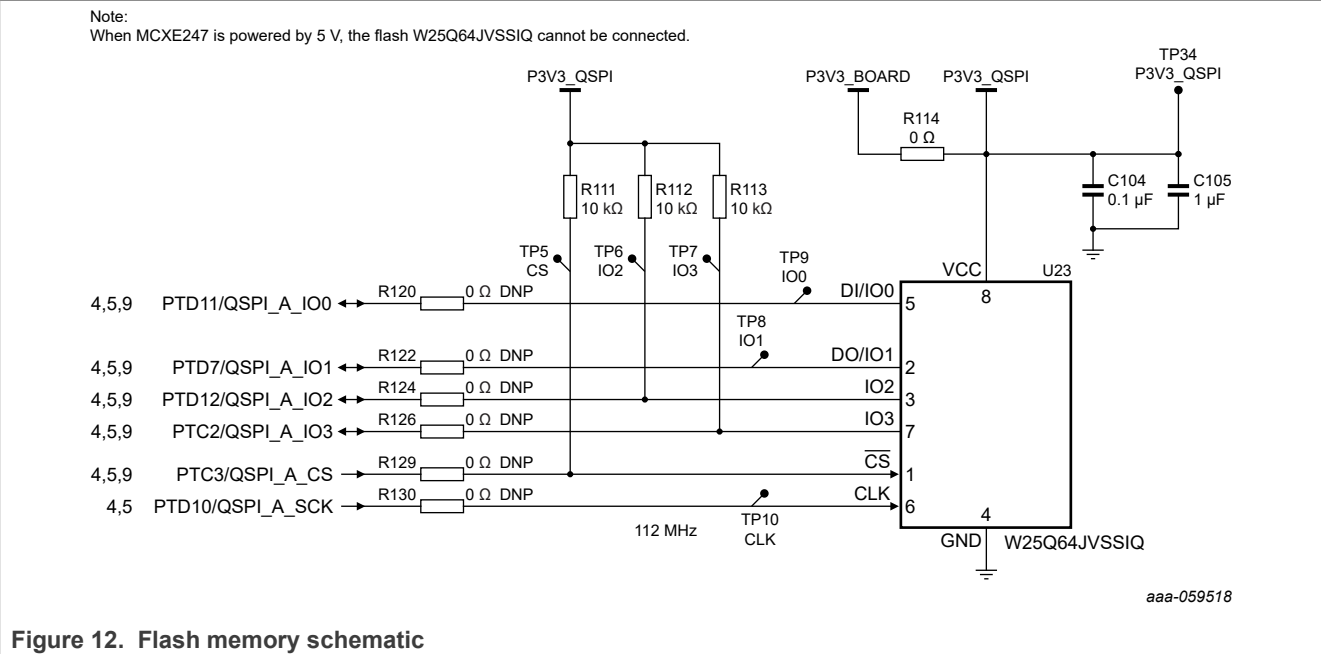 Note:
When MCXE247 is powered by 5 V, the flash W25Q64JVSSIQ cannot be connected.
TP34
P3V3_QSPI
P3V3_BOARD
P3V3_QSPI
P3V3_QSPI
R114
0 Ω
R111
10 kΩ
R112
10 kΩ
R113
10 kΩ
C104
0.1 µF
C105
1 µF
TP5
CS
TP6
IO2
TP7
IO3
TP9
IO0
VCC
U23
8
4,5,9 PTD11/QSPI_A_IO0 R120 0 Ω DNP DI/IO0 5
TP8
IO1
4,5,9 PTD7/QSPI_A_IO1 R122 0 Ω DNP DO/IO1 2
4,5,9 PTD12/QSPI_A_IO2 R124 0 Ω DNP IO2 3
4,5,9 PTC2/QSPI_A_IO3 R126 0 Ω DNP IO3 7
4,5,9 PTC3/QSPI_A_CS R129 0 Ω DNP CS 1
4,5 PTD10/QSPI_A_SCK R130 0 Ω DNP CLK 6
112 MHz
TP10
CLK
4
GND
W25Q64JVSSIQ
aaa-059518
Figure 12. Flash memory schematic